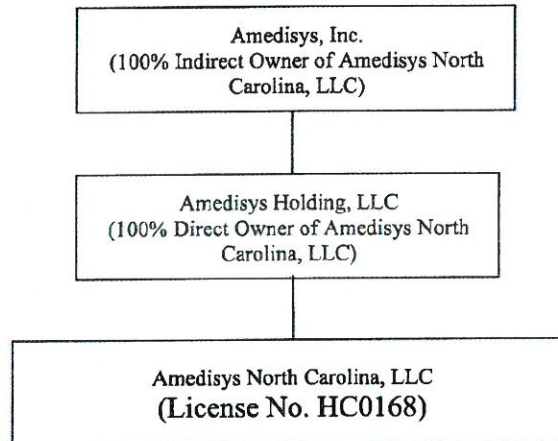 Amedisys, Inc.
(100% Indirect Owner of Amedisys North
Carolina, LLC)
Amedisys Holding, LLC
(100% Direct Owner of Amedisys North
Carolina, LLC)
Amedisys North Carolina, LLC
(License No. HC0168)